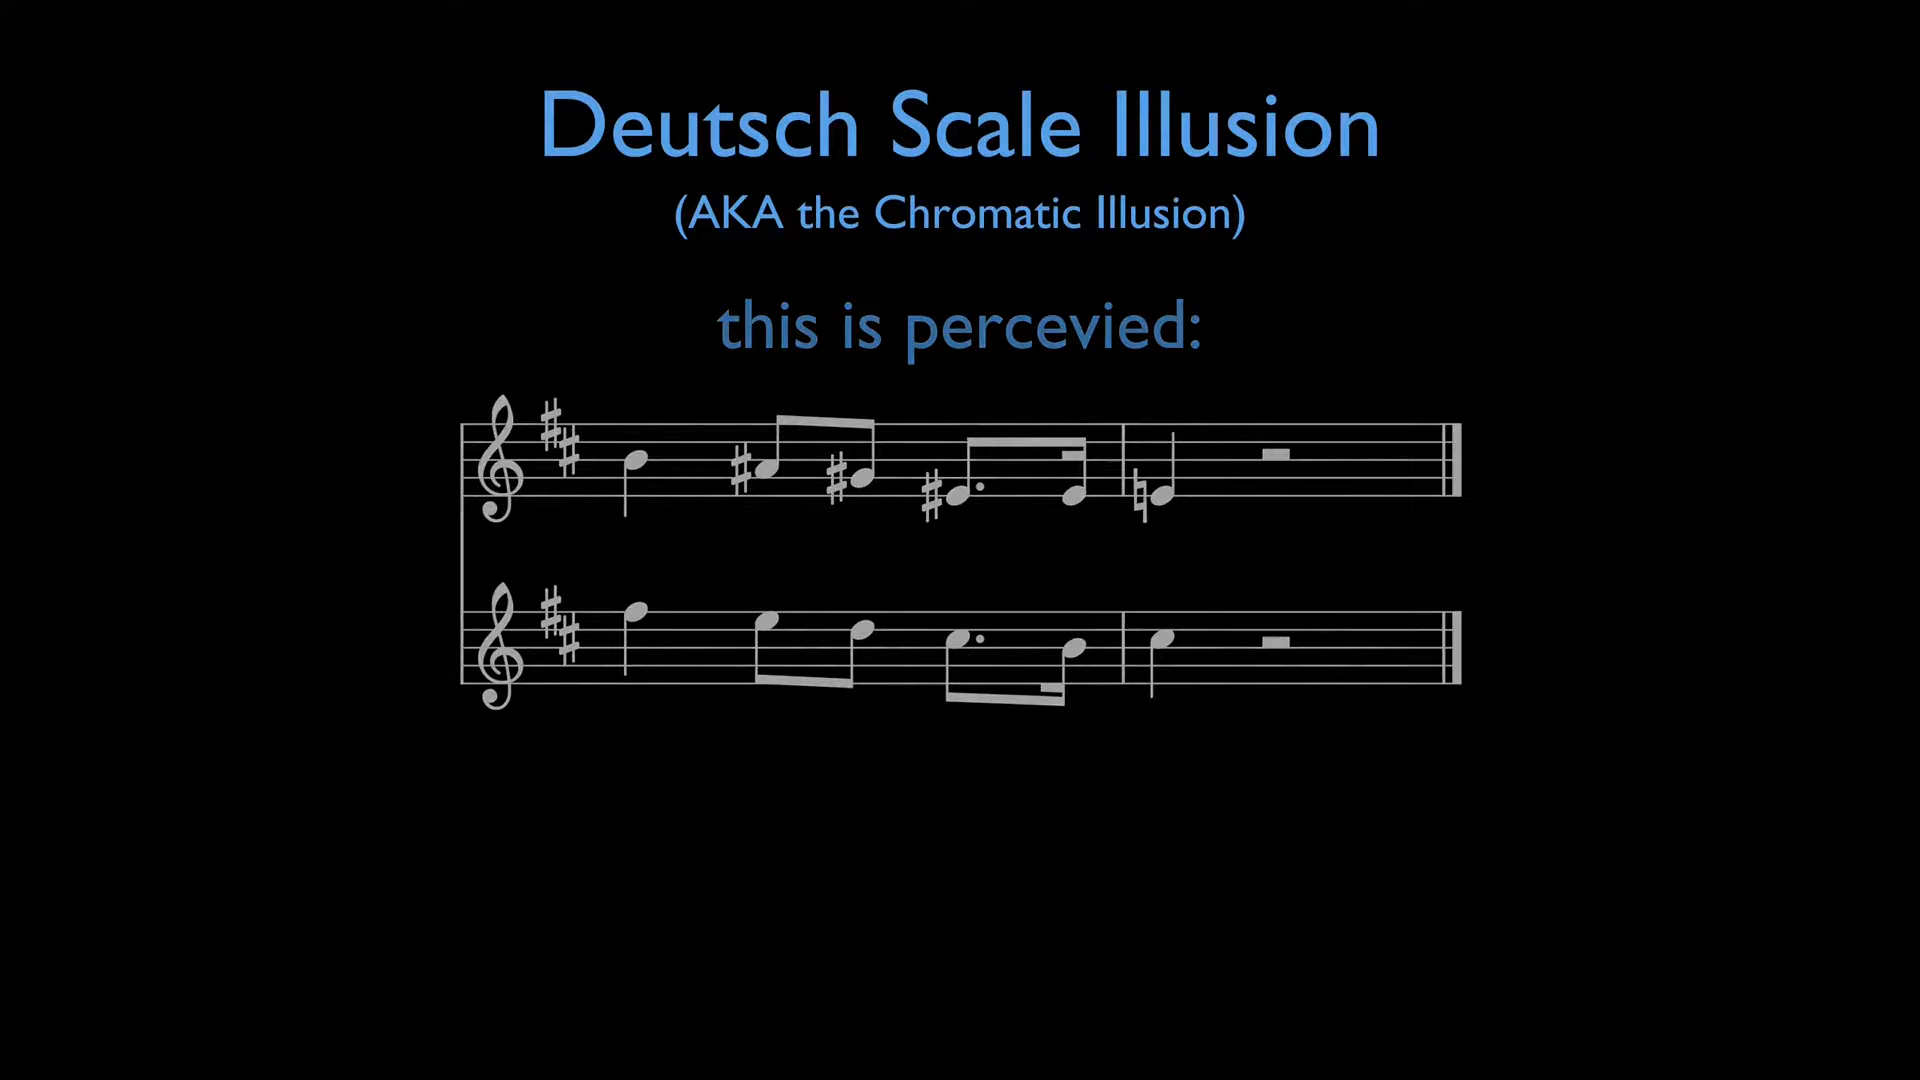 Deutsch Scale Illusion
(AKA the Chromatic Illusion)
this is percevied: